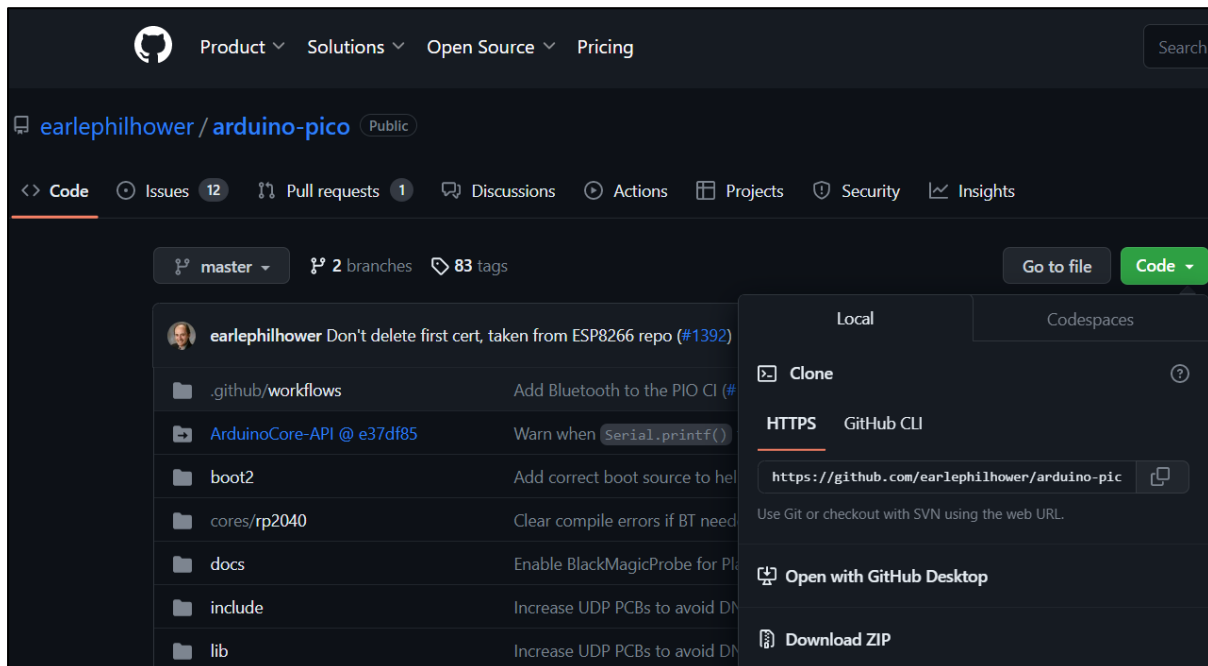 Product Solutions Open Source Pricing Search
earlephilhower / arduino-pico Public
Code Issues 12 Pull requests 1 Discussions Actions Projects Security Insights
master 2 branches 83 tags Go to file Code
earlephilhower Don't delete first cert, taken from ESP8266 repo (#1392)
.github/workflows Add Bluetooth to the PIO CI (#
ArduinoCore-API @ e37df85 Warn when Serial.printf()
boot2 Add correct boot source to hel
cores/rp2040 Clear compile errors if BT need
docs Enable BlackMagicProbe for Pla
include Increase UDP PCBs to avoid DN
lib Increase UDP PCBs to avoid DN
Local Codespaces
Clone
HTTPS GitHub CLI
https://github.com/earlephilhower/arduino-pic
Use Git or checkout with SVN using the web URL.
Open with GitHub Desktop
Download ZIP